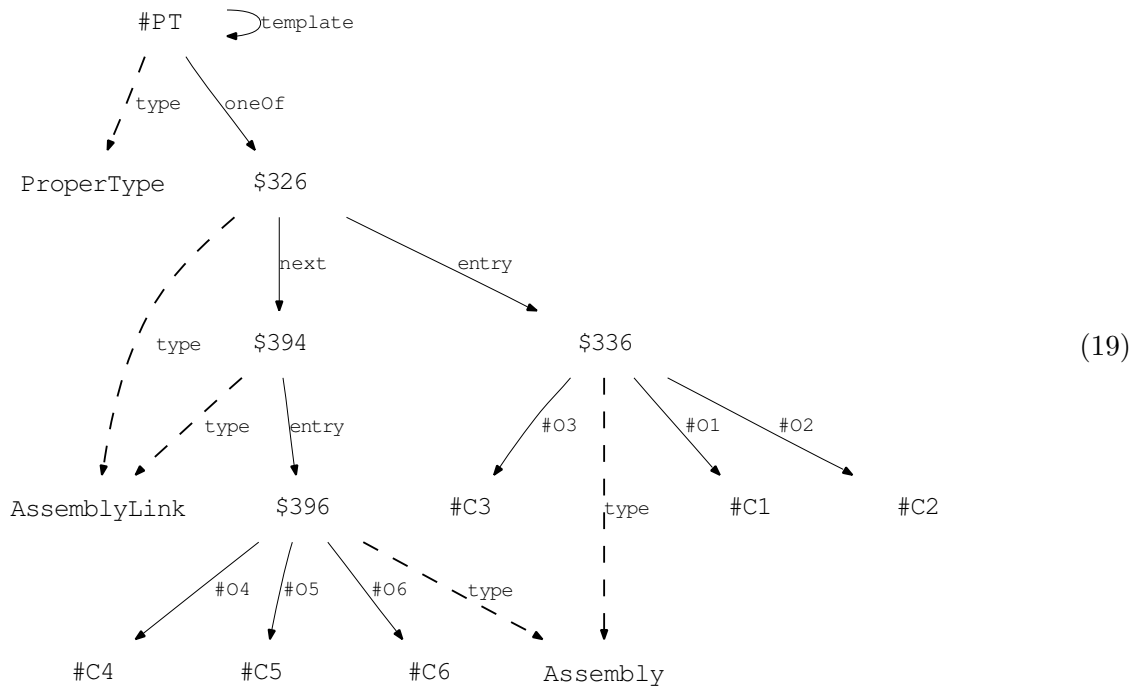 #PT template
type oneOf
ProperType $326
next entry
type $394 $336 (19)
type entry #O3 #O1 #O2
AssemblyLink $396 #C3 type #C1 #C2
#O4 #O5 #O6 type
#C4 #C5 #C6 Assembly